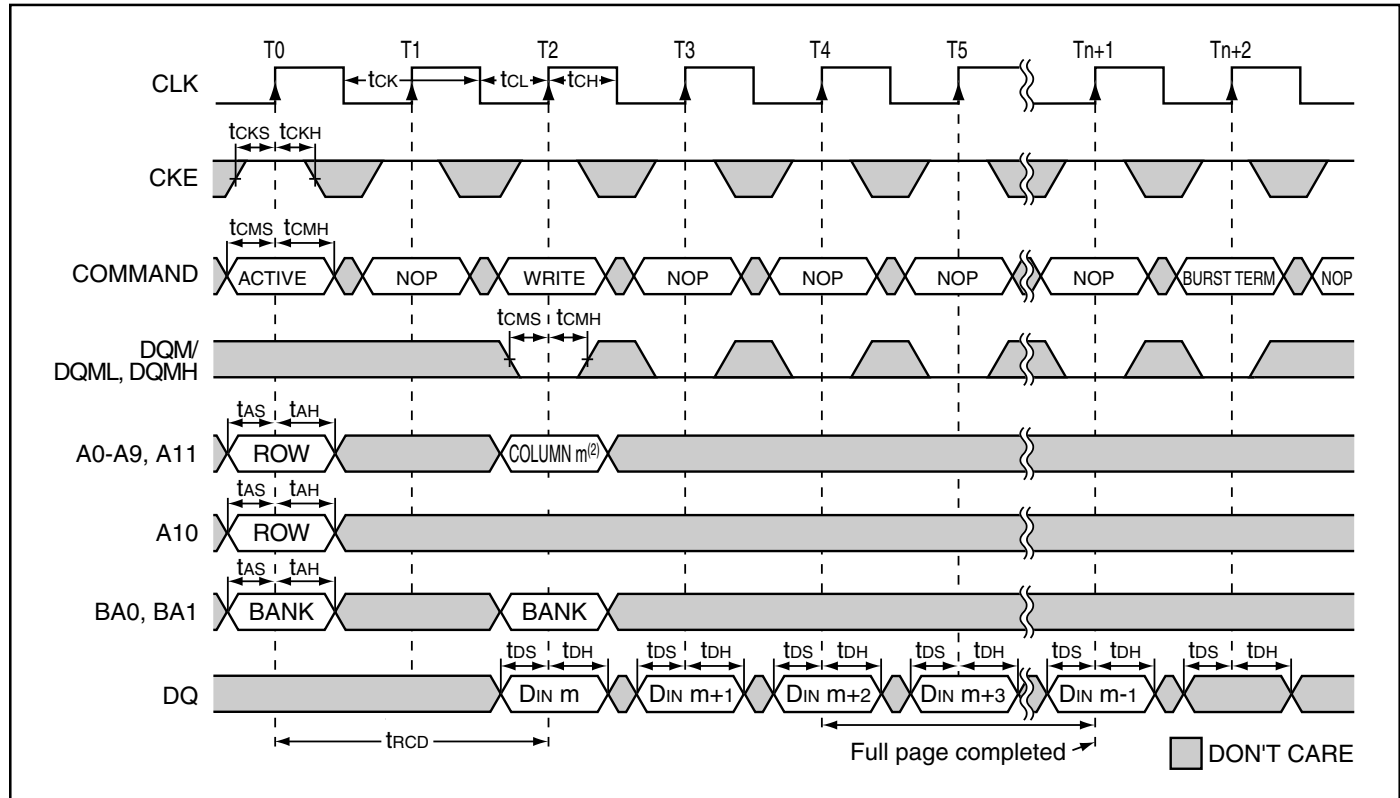 T0 T1 T2 T3 T4 T5 Tn+1 Tn+2
CLK tCK tCL tCH
tCKS tCKH
CKE
tCMS tCMH
COMMAND ACTIVE NOP WRITE NOP NOP NOP NOP BURST TERM NOP
tCMS tCMH
DQM/
DQML, DQMH
tAS tAH
A0-A9, A11 ROW COLUMN m(2)
tAS tAH
A10 ROW
tAS tAH
BA0, BA1 BANK BANK
tDS tDH tDS tDH tDS tDH tDS tDH tDS tDH tDS tDH
DQ DIN m DIN m+1 DIN m+2 DIN m+3 DIN m-1
tRCD
Full page completed
DON'T CARE